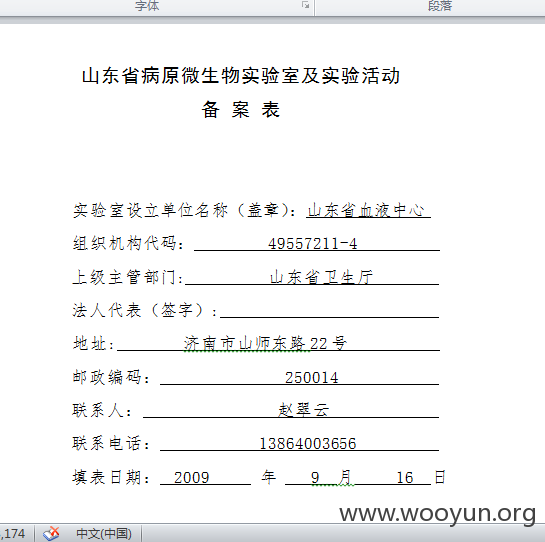 字体 段落
山东省病原微生物实验室及实验活动
备 案 表
实验室设立单位名称（盖章）：山东省血液中心
组织机构代码： 49557211-4
上级主管部门: 山东省卫生厅
法人代表（签字）:
地址: 济南市山师东路22号
邮政编码： 250014
联系人： 赵翠云
联系电话： 13864003656
填表日期： 2009 年 9 月 16 日
www.wooyun.org
,174 中文(中国)